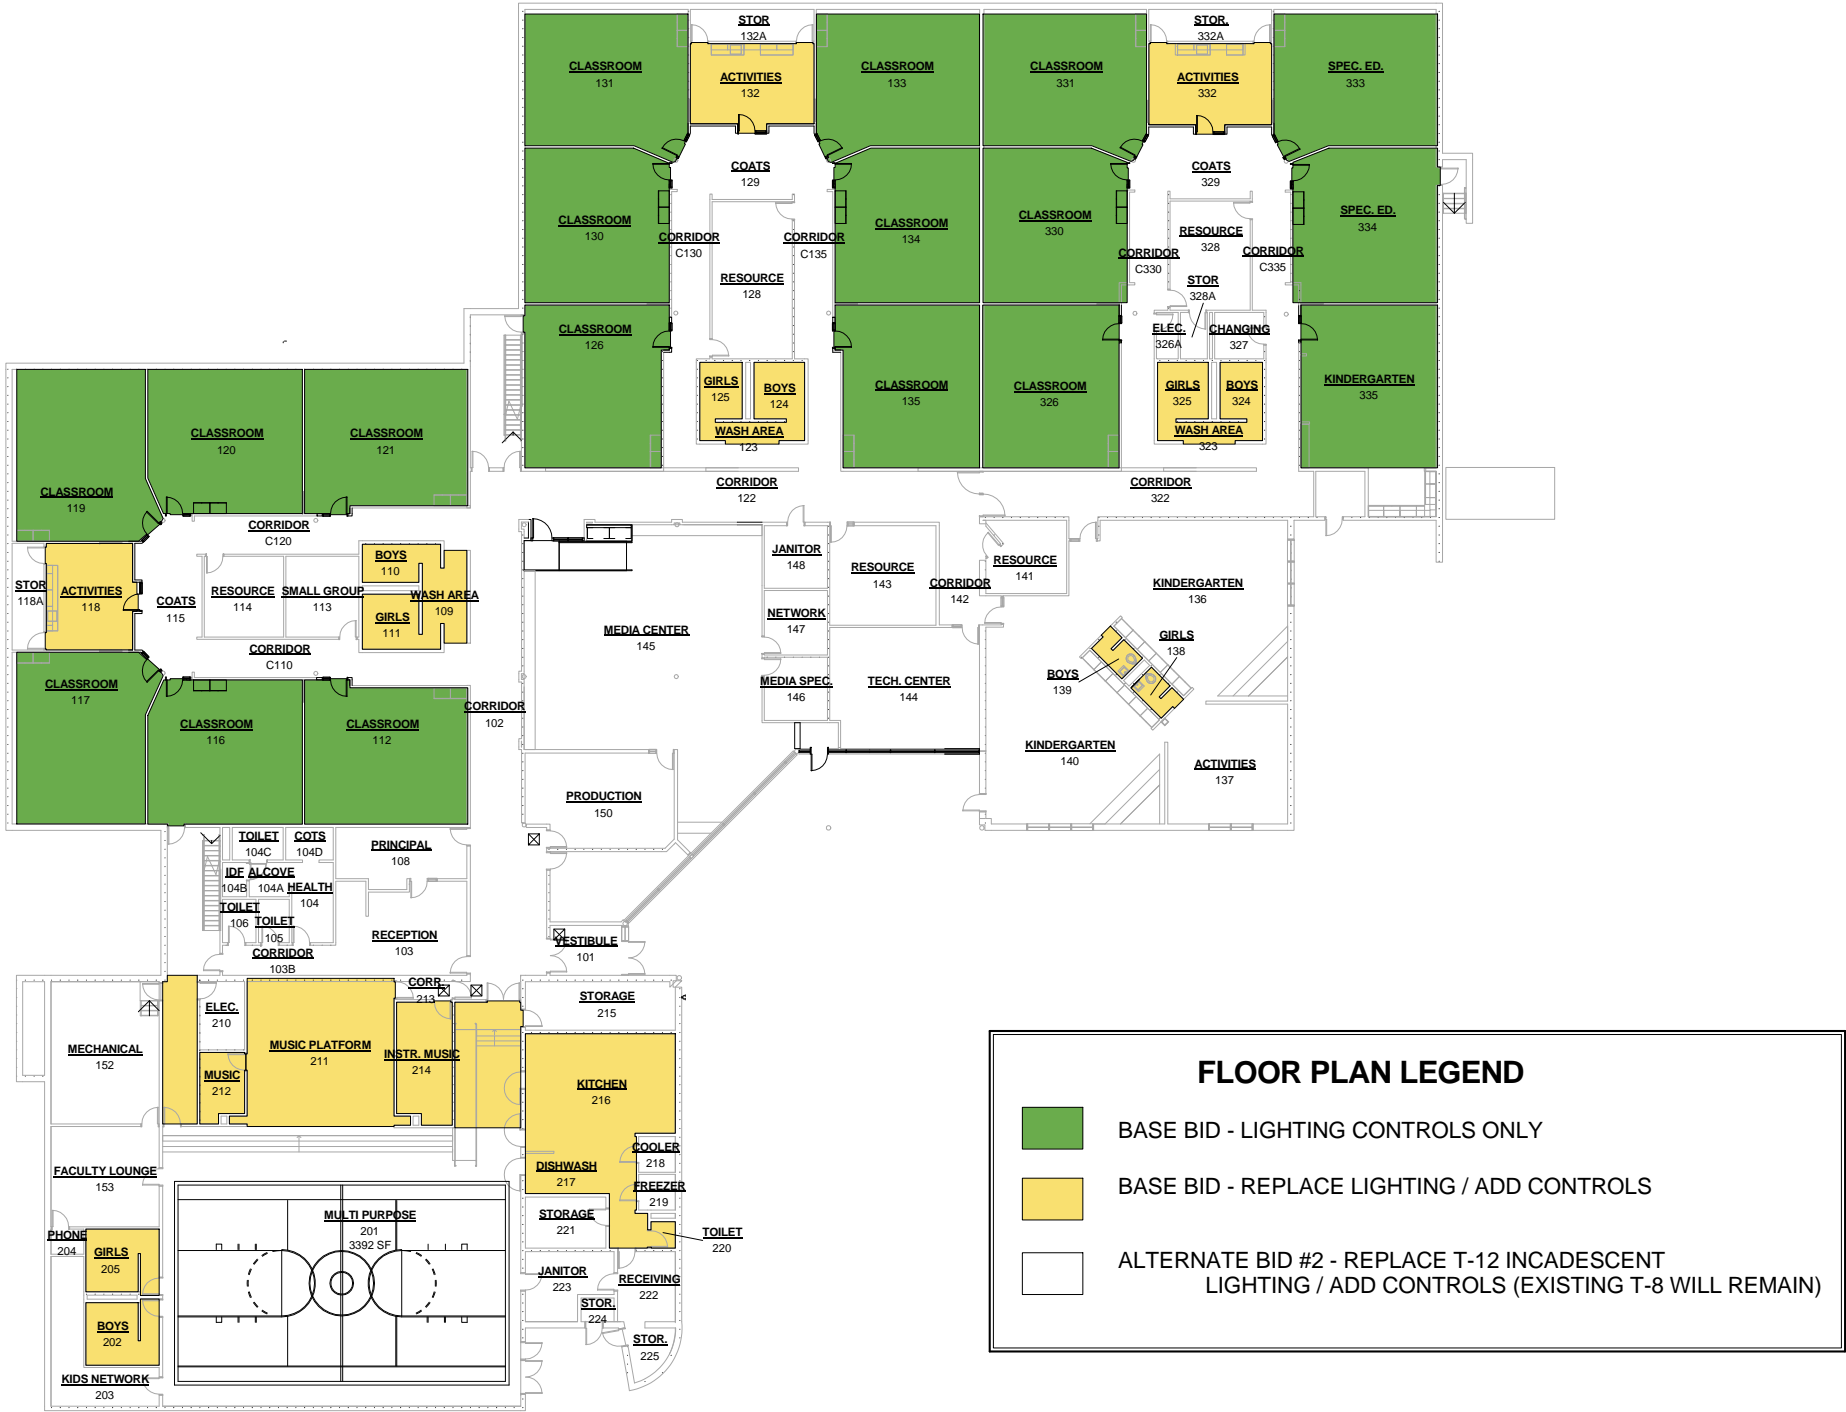 STOR
132A
STOR.
332A
CLASSROOM
131
ACTIVITIES
132
CLASSROOM
133
CLASSROOM
331
ACTIVITIES
332
SPEC. ED.
333
COATS
129
COATS
329
CLASSROOM
130
CORRIDOR
C130
CORRIDOR
C135
CLASSROOM
134
CLASSROOM
330
RESOURCE
328
SPEC. ED.
334
CORRIDOR
C330
CORRIDOR
C335
RESOURCE
128
STOR
328A
CLASSROOM
126
ELEC.
326A
CHANGING
327
GIRLS
125
BOYS
124
CLASSROOM
135
CLASSROOM
326
GIRLS
325
BOYS
324
KINDERGARTEN
335
WASH AREA
123
WASH AREA
323
CLASSROOM
120
CLASSROOM
121
CLASSROOM
119
CORRIDOR
122
CORRIDOR
322
CORRIDOR
C120
BOYS
110
JANITOR
148
RESOURCE
143
RESOURCE
141
STOR
118A
ACTIVITIES
118
COATS
115
RESOURCE
114
SMALL GROUP
113
WASH AREA
109
GIRLS
111
CORRIDOR
142
KINDERGARTEN
136
NETWORK
147
MEDIA CENTER
145
GIRLS
138
CORRIDOR
C110
BOYS
139
CLASSROOM
117
MEDIA SPEC.
146
TECH. CENTER
144
CORRIDOR
102
CLASSROOM
116
CLASSROOM
112
KINDERGARTEN
140
ACTIVITIES
137
PRODUCTION
150
TOILET
104C
COTS
104D
PRINCIPAL
108
IDF
104B
ALCOVE
104A
HEALTH
104
TOILET
106
TOILET
105
RECEPTION
103
CORRIDOR
103B
VESTIBULE
101
CORR.
213
ELEC.
210
STORAGE
215
MECHANICAL
152
MUSIC PLATFORM
211
INSTR. MUSIC
214
MUSIC
212
KITCHEN
216
COOLER
218
FACULTY LOUNGE
153
DISHWASH
217
FREEZER
219
MULTI PURPOSE
201
3392 SF
STORAGE
221
TOILET
220
PHONE
204
GIRLS
205
JANITOR
223
RECEIVING
222
STOR.
224
BOYS
202
STOR.
225
KIDS NETWORK
203
FLOOR PLAN LEGEND
BASE BID - LIGHTING CONTROLS ONLY
BASE BID - REPLACE LIGHTING / ADD CONTROLS
ALTERNATE BID #2 - REPLACE T-12 INCADESCENT
LIGHTING / ADD CONTROLS (EXISTING T-8 WILL REMAIN)